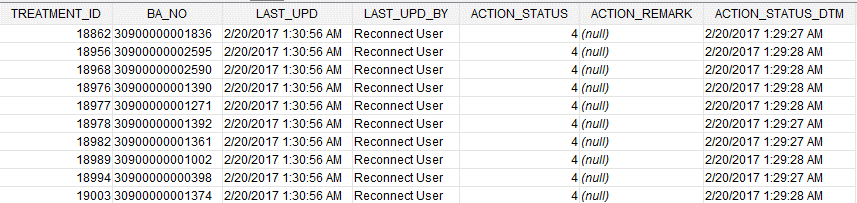 TREATMENT_ID BA_NO LAST_UPD LAST_UPD_BY ACTION_STATUS ACTION_REMARK ACTION_STATUS_DTM
18862 30900000001836 2/20/2017 1:30:56 AM Reconnect User 4 (null) 2/20/2017 1:29:27 AM
18956 30900000002595 2/20/2017 1:30:56 AM Reconnect User 4 (null) 2/20/2017 1:29:28 AM
18968 30900000002590 2/20/2017 1:30:56 AM Reconnect User 4 (null) 2/20/2017 1:29:28 AM
18976 30900000001390 2/20/2017 1:30:56 AM Reconnect User 4 (null) 2/20/2017 1:29:28 AM
18977 30900000001271 2/20/2017 1:30:56 AM Reconnect User 4 (null) 2/20/2017 1:29:28 AM
18978 30900000001392 2/20/2017 1:30:56 AM Reconnect User 4 (null) 2/20/2017 1:29:27 AM
18982 30900000001361 2/20/2017 1:30:56 AM Reconnect User 4 (null) 2/20/2017 1:29:27 AM
18989 30900000001002 2/20/2017 1:30:56 AM Reconnect User 4 (null) 2/20/2017 1:29:28 AM
18994 30900000000398 2/20/2017 1:30:56 AM Reconnect User 4 (null) 2/20/2017 1:29:27 AM
19003 30900000001374 2/20/2017 1:30:56 AM Reconnect User 4 (null) 2/20/2017 1:29:28 AM